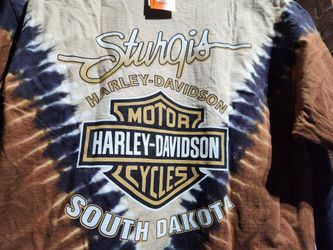 Sturgis
HARLEY-DAVIDSON
MOTOR
HARLEY-DAVIDSON
CYCLES
SOUTH DAKOTA